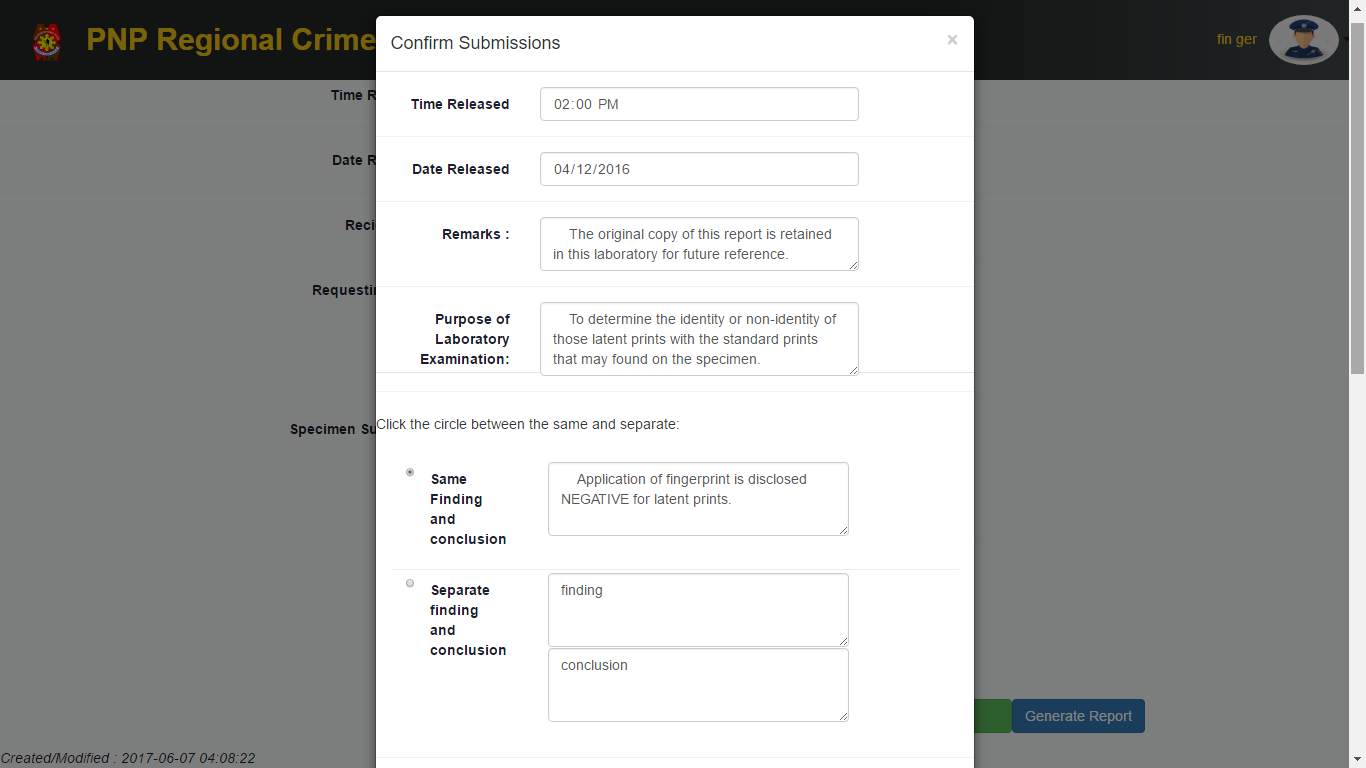 PNP Regional Crime
fin ger
Confirm Submissions
×
Time R
Time Released
02:00 PM
Date R
Date Released
04/12/2016
Reci
Remarks :
The original copy of this report is retained
in this laboratory for future reference.
Requestin
Purpose of
Laboratory
Examination:
To determine the identity or non-identity of
those latent prints with the standard prints
that may found on the specimen.
Specimen Su
Click the circle between the same and separate:
Same
Finding
and
conclusion
Application of fingerprint is disclosed
NEGATIVE for latent prints.
Separate
finding
and
conclusion
finding
conclusion
Generate Report
Created/Modified : 2017-06-07 04:08:22